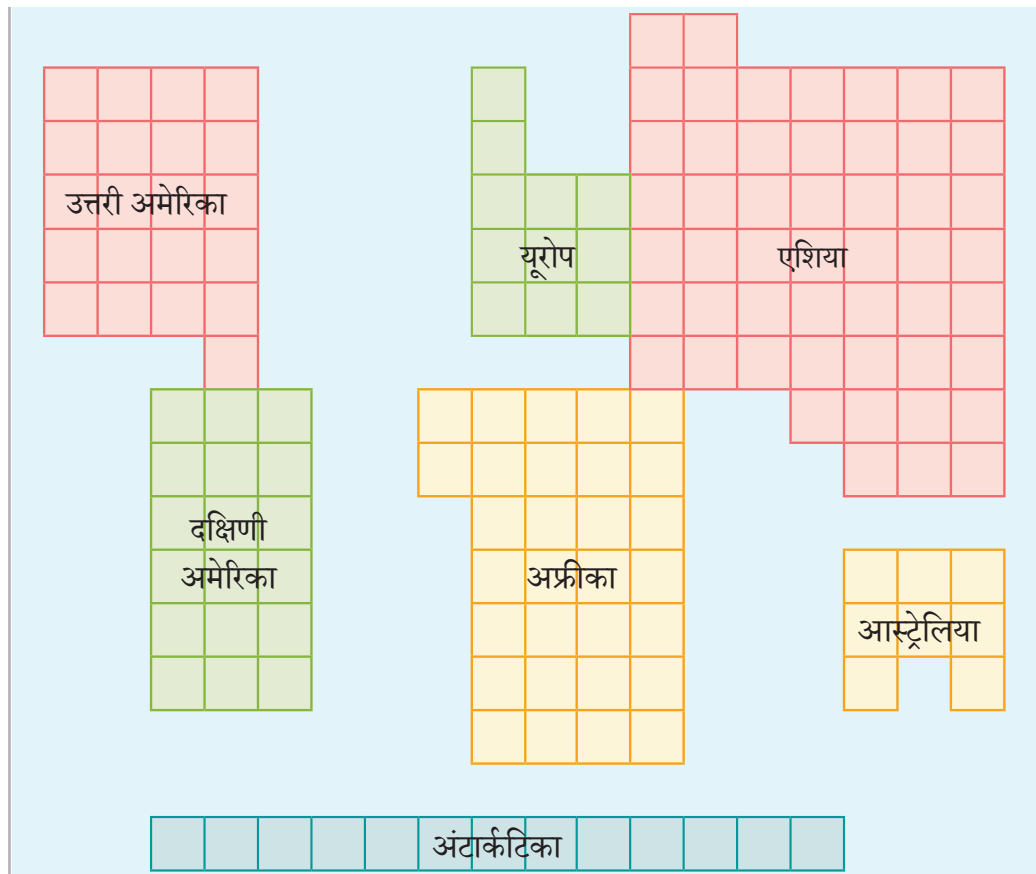 उत्तरी अमेरिका
यूरोप
एशिया
दक्षिणी
अमेरिका
अफ्रीका
आस्ट्रेलिया
अंटार्कटिका